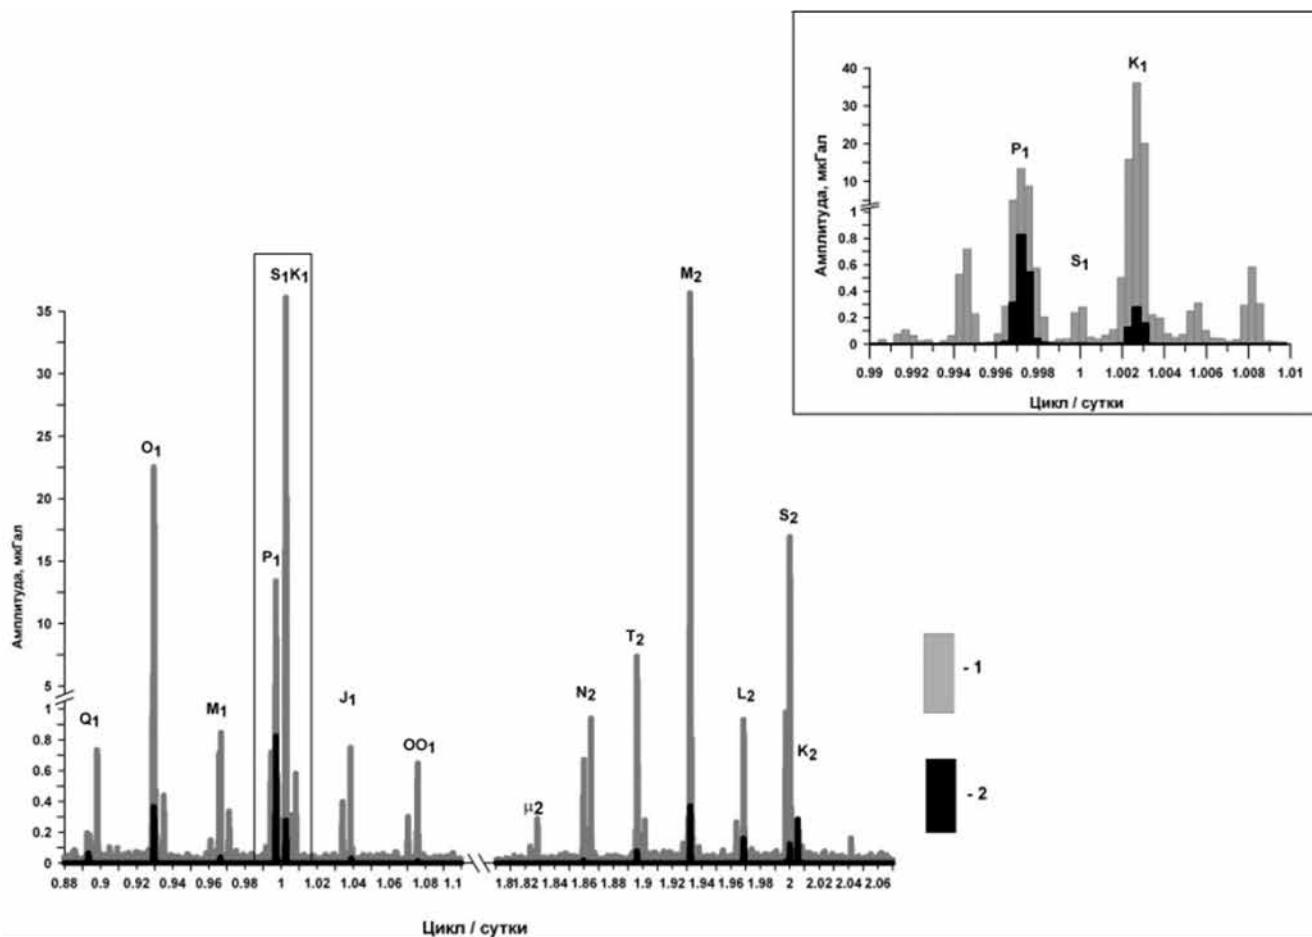 K₁
P₁
S₁
Амплитуда, мкГал
40
30
20
10
1
0.8
0.6
0.4
0.2
0
0.99 0.992 0.994 0.996 0.998 1 1.002 1.004 1.006 1.008 1.01
Цикл / сутки
S₁K₁
M₂
O₁
P₁
S₂
T₂
Q₁
M₁
J₁
OO₁
N₂
L₂
K₂
μ₂
Амплитуда, мкГал
35
30
25
20
15
10
5
1
0.8
0.6
0.4
0.2
0
0.88 0.9 0.92 0.94 0.96 0.98 1 1.02 1.04 1.06 1.08 1.1 1.81 1.82 1.84 1.86 1.88 1.9 1.92 1.94 1.96 1.98 2 2.02 2.04 2.06
Цикл / сутки
- 1
- 2